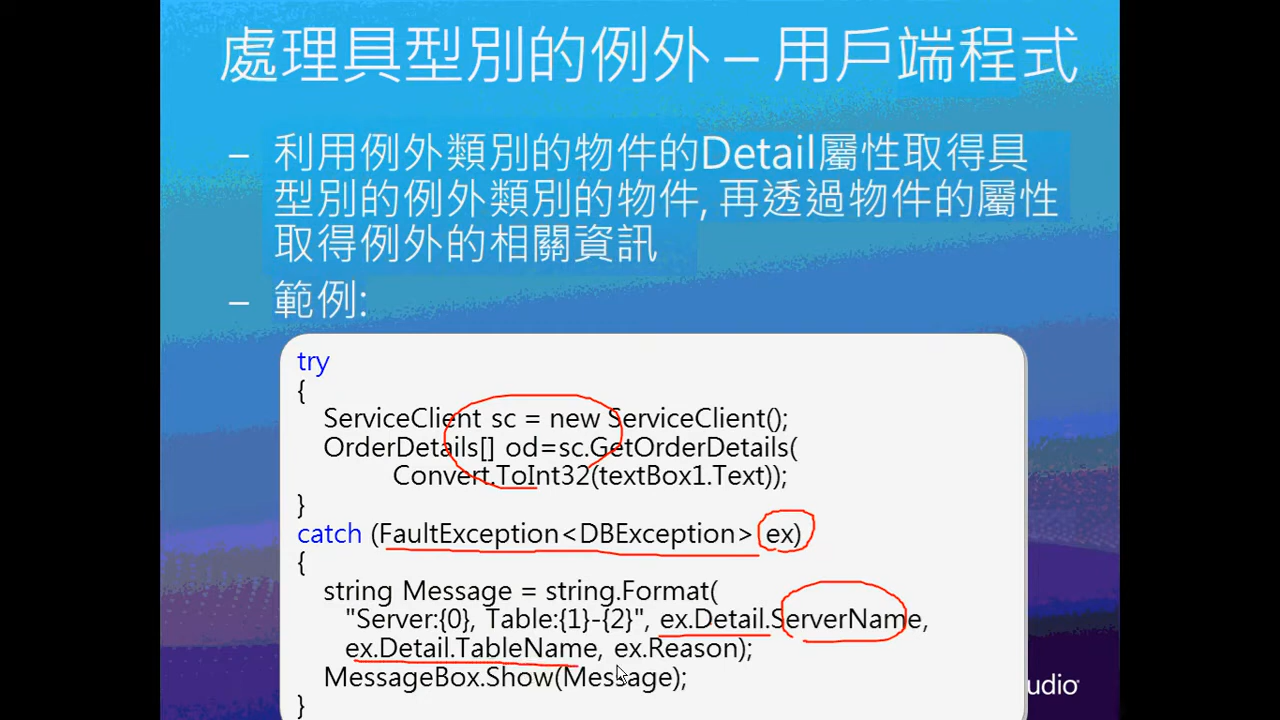 處理具型別的例外 – 用戶端程式
– 利用例外類別的物件的Detail屬性取得具
型別的例外類別的物件, 再透過物件的屬性
取得例外的相關資訊
– 範例:
try
{
ServiceClient sc = new ServiceClient();
OrderDetails[] od=sc.GetOrderDetails(
Convert.ToInt32(textBox1.Text));
}
catch (FaultException<DBException> ex)
{
string Message = string.Format(
"Server:{0}, Table:{1}-{2}", ex.Detail.ServerName,
ex.Detail.TableName, ex.Reason);
MessageBox.Show(Message);
}
udio